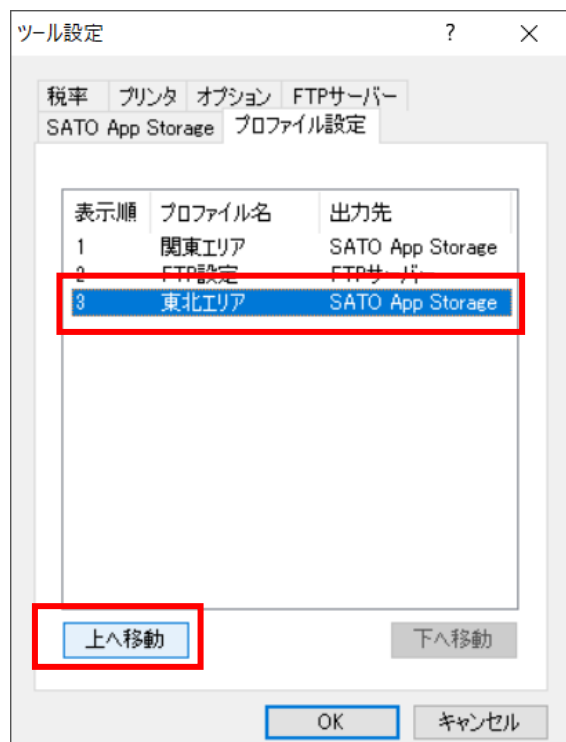 ツール設定 ?
税率 プリンタ オプション FTPサーバー
SATO App Storage プロファイル設定
表示順 プロファイル名 出力先
1 関東エリア SATO App Storage
2 FTP設定 FTPサーバー
3 東北エリア SATO App Storage
上へ移動 下へ移動
OK キャンセル